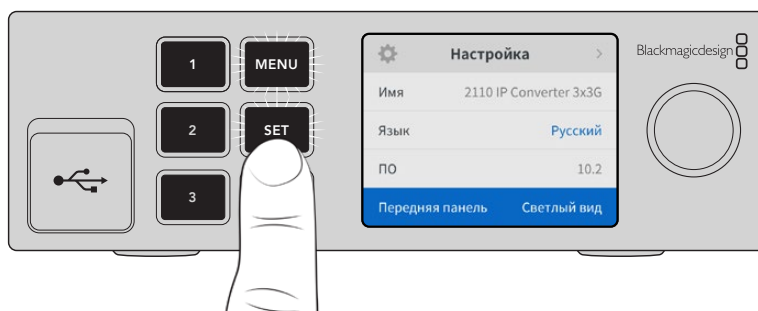 1
MENU
2
SET
3
Настройка
Имя 2110 IP Converter 3x3G
Язык Русский
ПО 10.2
Передняя панель Светлый вид
Blackmagicdesign